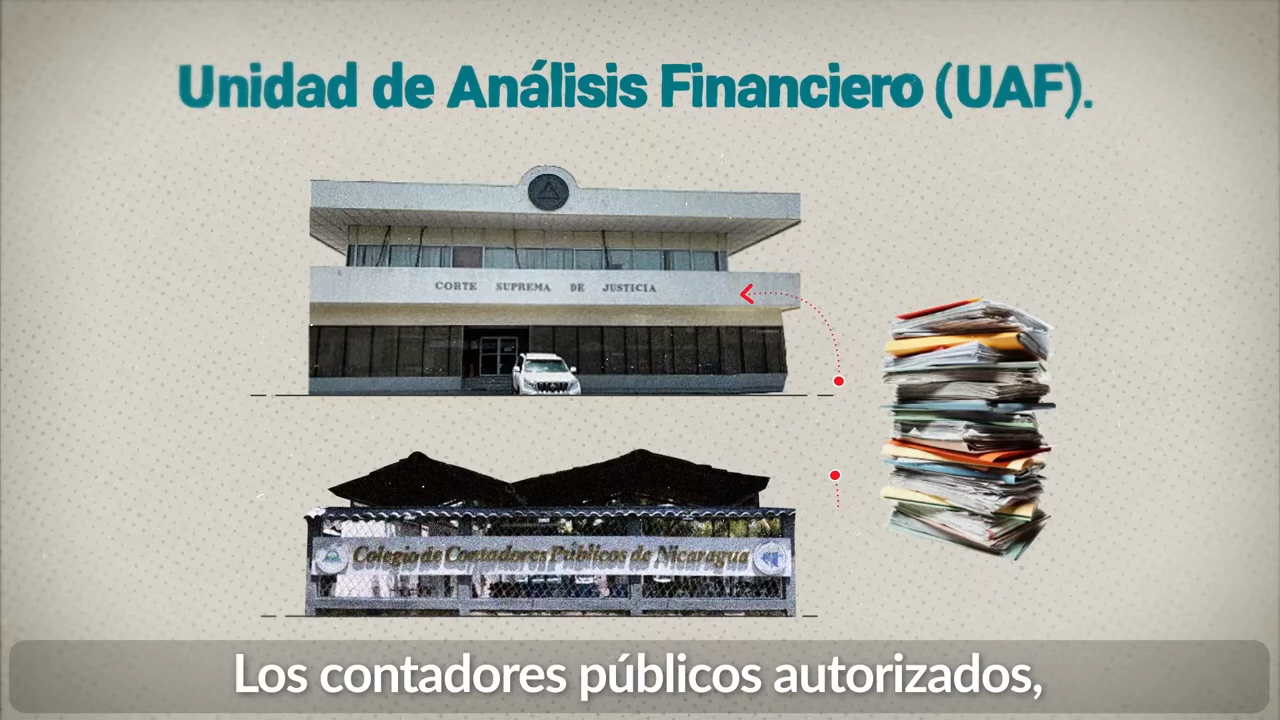 Unidad de Análisis Financiero (UAF).
CORTE SUPREMA DE JUSTICIA
Colegio de Contadores Públicos de Nicaragua
Los contadores públicos autorizados,